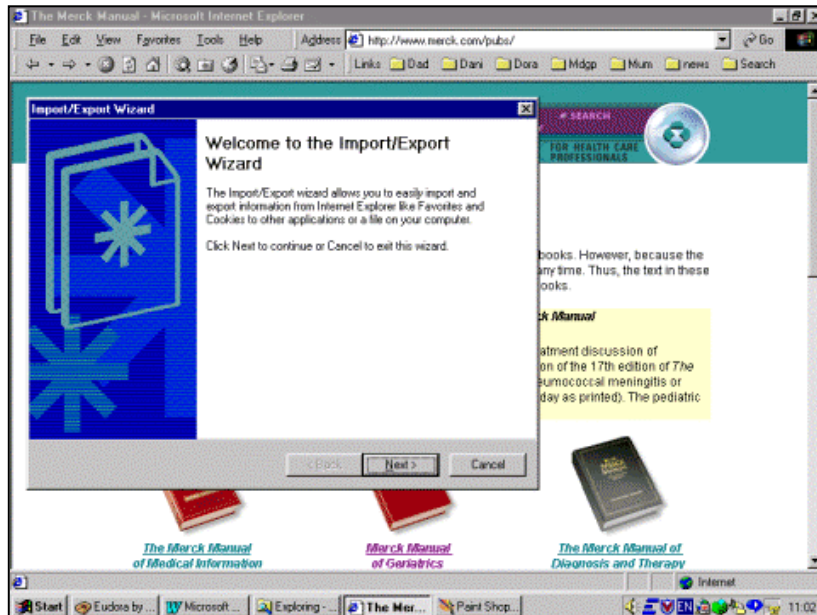 The Merck Manual - Microsoft Internet Explorer
File Edit View Favorites Tools Help Address http://www.merck.com/pubs/ Go
Links Dad Dani Dora Mdgp Mum news Search
Import/Export Wizard
SEARCH
FOR HEALTH CARE
PROFESSIONALS
Welcome to the Import/Export
Wizard
The Import/Export wizard allows you to easily import and
export information from Internet Explorer like Favorites and
Cookies to other applications or a file on your computer.
Click Next to continue or Cancel to exit this wizard.
books. However, because the
any time. Thus, the text in these
ooks.
ck Manual
atment discussion of
on of the 17th edition of The
eumococcal meningitis or
day as printed). The pediatric
< Back Next > Cancel
The Merck Manual
of Medical Information
Merck Manual
of Geriatrics
The Merck Manual of
Diagnosis and Therapy
Internet
Start Eudora by ... Microsoft ... Exploring - ... The Mer... Paint Shop... EN 11:02